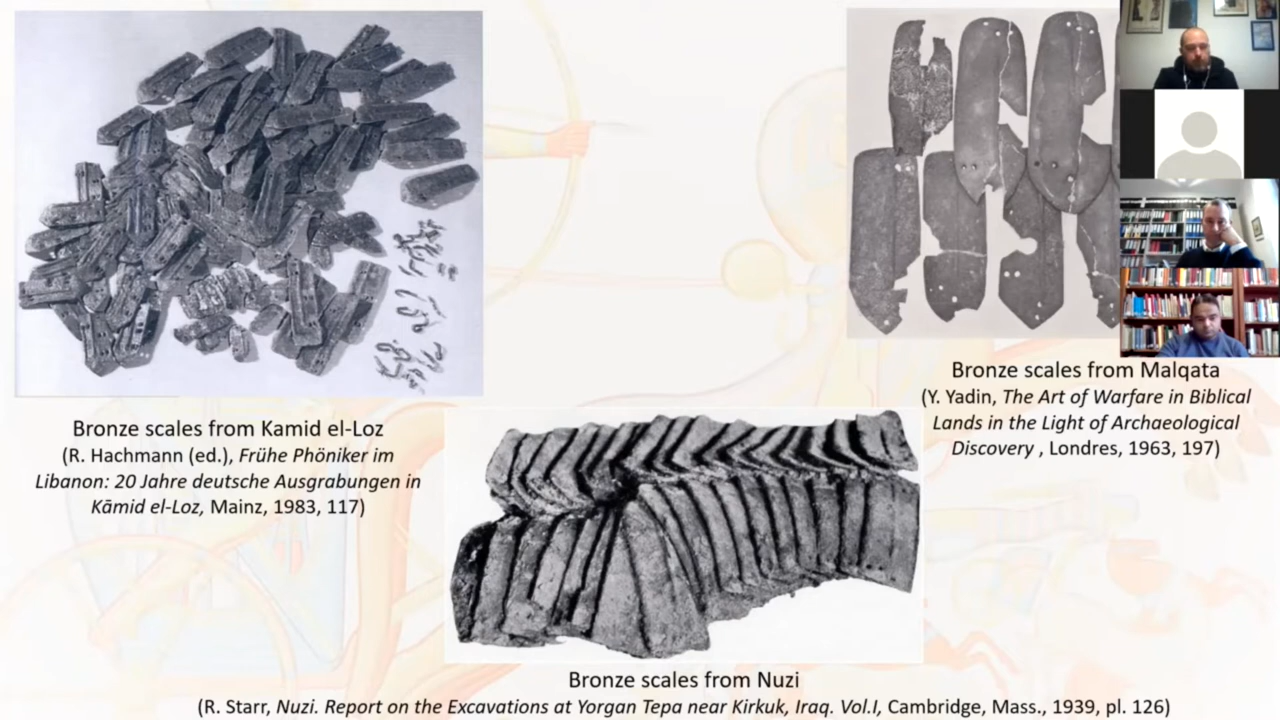 Bronze scales from Kamid el-Loz
(R. Hachmann (ed.), Frühe Phöniker im
Libanon: 20 Jahre deutsche Ausgrabungen in
Kāmid el-Loz, Mainz, 1983, 117)
Bronze scales from Malqata
(Y. Yadin, The Art of Warfare in Biblical
Lands in the Light of Archaeological
Discovery , Londres, 1963, 197)
Bronze scales from Nuzi
(R. Starr, Nuzi. Report on the Excavations at Yorgan Tepa near Kirkuk, Iraq. Vol.I, Cambridge, Mass., 1939, pl. 126)